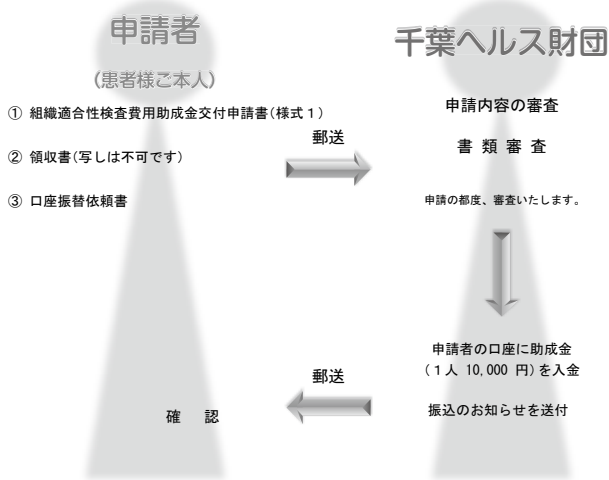 申請者
(患者様ご本人)
① 組織適合性検査費用助成金交付申請書(様式1)
② 領収書(写しは不可です)
③ 口座振替依頼書
郵送
千葉ヘルス財団
申請内容の審査
書類審査
申請の都度、審査いたします。
申請者の口座に助成金
(1人 10,000 円)を入金
振込のお知らせを送付
郵送
確 認